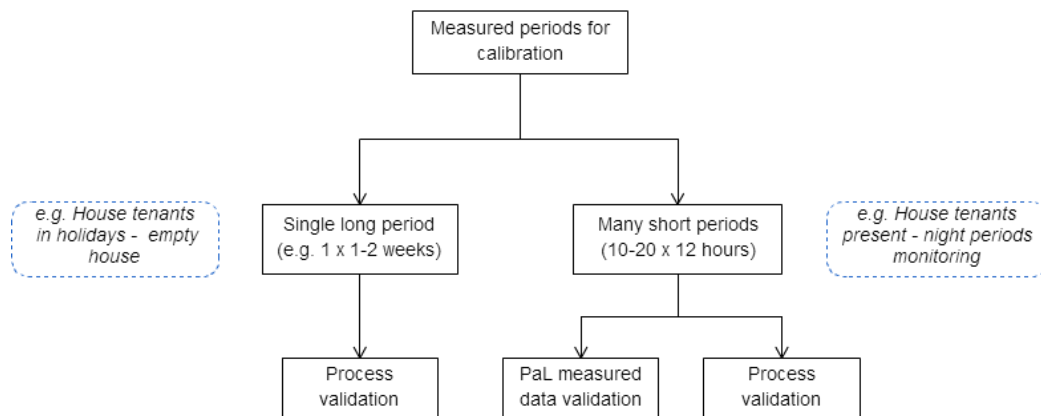 Measured periods for
calibration
e.g. House tenants
in holidays -  empty
house
Single long period
(e.g. 1 x 1-2 weeks)
Many short periods
(10-20 x 12 hours)
e.g. House tenants
present - night periods
monitoring
Process
validation
PaL measured
data validation
Process
validation